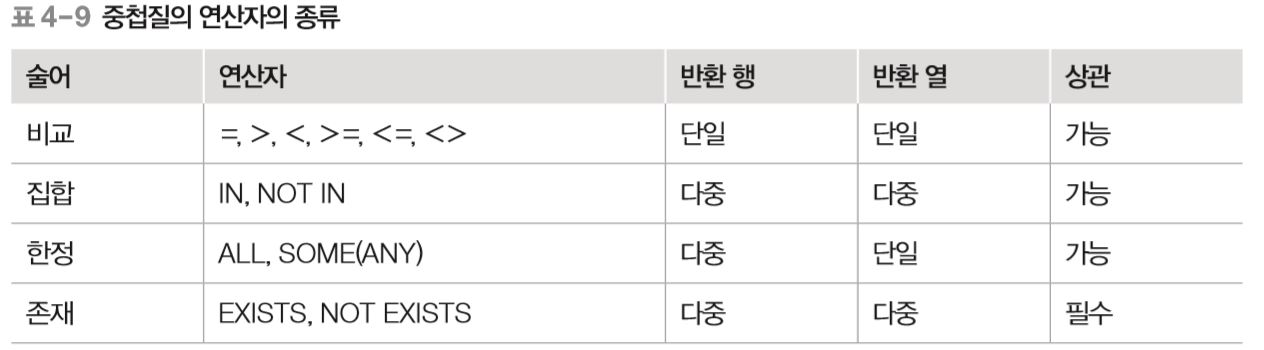 표 4-9 중첩질의 연산자의 종류
술어 연산자 반환 행 반환 열 상관
비교 =, >, <, >=, <=, <> 단일 단일 가능
집합 IN, NOT IN 다중 다중 가능
한정 ALL, SOME(ANY) 다중 단일 가능
존재 EXISTS, NOT EXISTS 다중 다중 필수